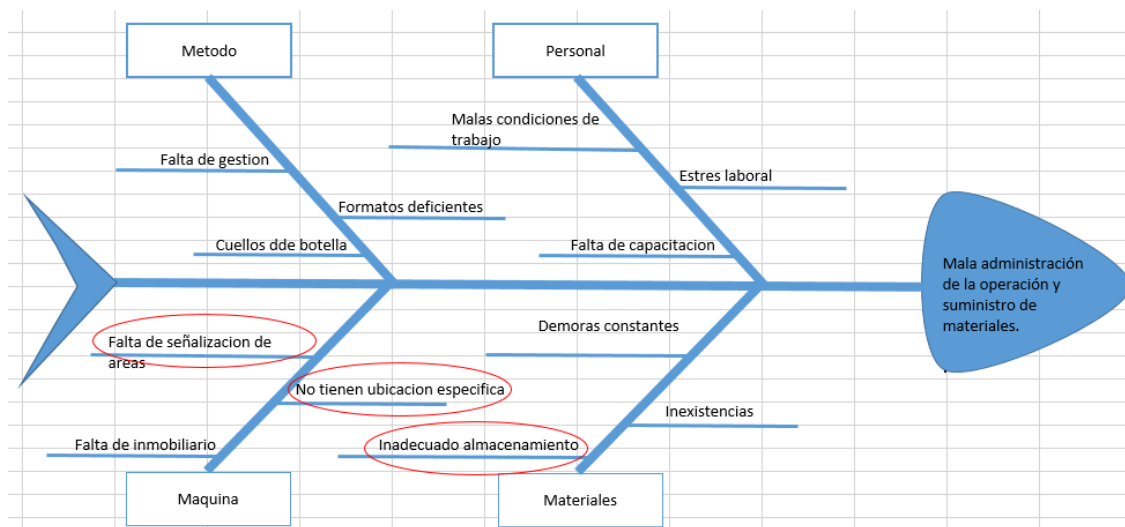 Metodo
Personal
Malas condiciones de
trabajo
Falta de gestion
Estres laboral
Formatos deficientes
Cuellos dde botella
Falta de capacitacion
Mala administración
de la operación y
suministro de
materiales.
Demoras constantes
Falta de señalizacion de
areas
No tienen ubicacion especifica
Inexistencias
Falta de inmobiliario
Inadecuado almacenamiento
Maquina
Materiales